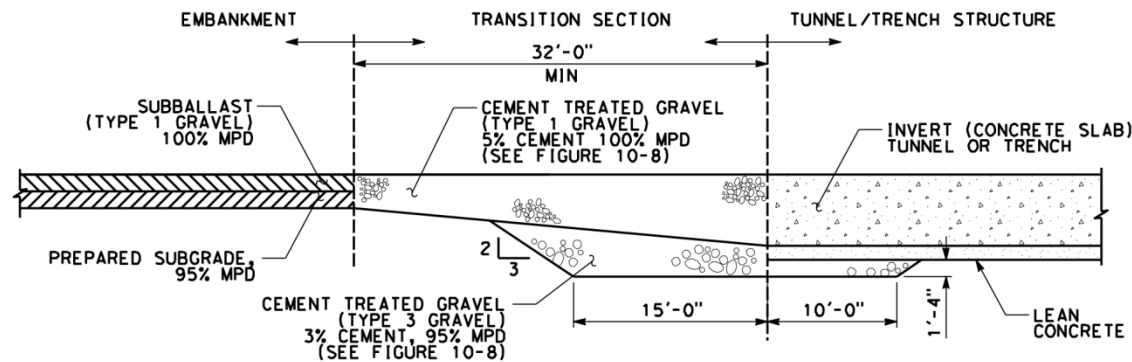 EMBANKMENT
TRANSITION SECTION
TUNNEL/TRENCH STRUCTURE
32'-0"
MIN
SUBBALLAST
(TYPE 1 GRAVEL)
100% MPD
CEMENT TREATED GRAVEL
(TYPE 1 GRAVEL)
5% CEMENT 100% MPD
(SEE FIGURE 10-8)
INVERT (CONCRETE SLAB)
TUNNEL OR TRENCH
PREPARED SUBGRADE,
95% MPD
2
3
CEMENT TREATED GRAVEL
(TYPE 3 GRAVEL)
3% CEMENT, 95% MPD
(SEE FIGURE 10-8)
15'-0"
10'-0"
1'-4"
LEAN
CONCRETE